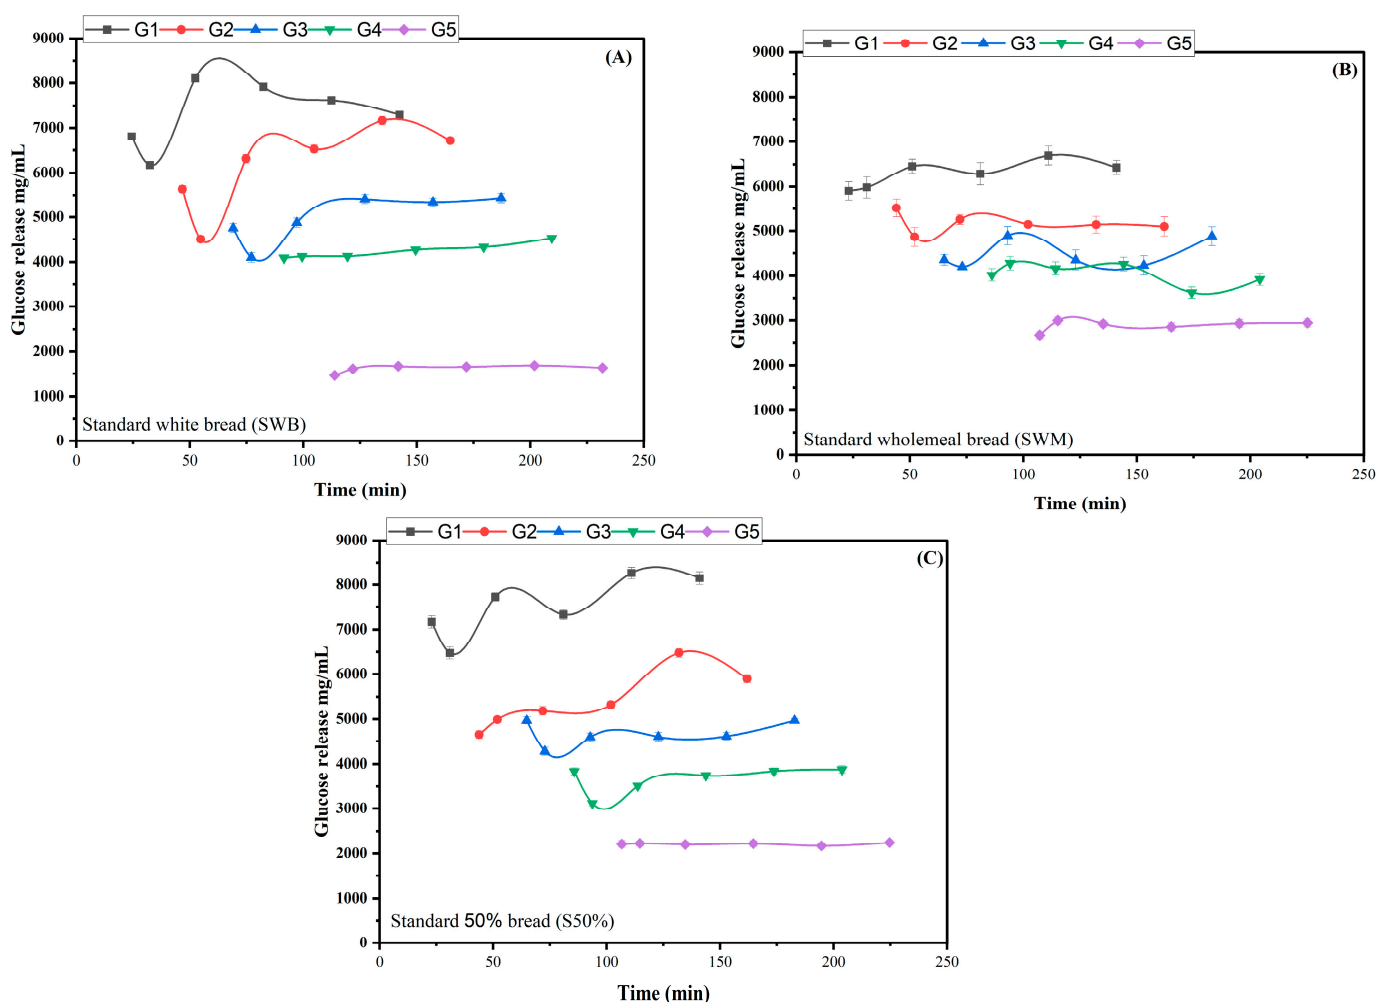 G1 G2 G3 G4 G5
(A)
9000
8000
7000
6000
5000
4000
3000
2000
1000
0
Glucose release mg/mL
Standard white bread (SWB)
0 50 100 150 200 250
Time (min)
G1 G2 G3 G4 G5
(B)
9000
8000
7000
6000
5000
4000
3000
2000
1000
0
Glucose release mg/mL
Standard wholemeal bread (SWM)
0 50 100 150 200 250
Time (min)
G1 G2 G3 G4 G5
(C)
9000
8000
7000
6000
5000
4000
3000
2000
1000
0
Glucose release mg/mL
Standard 50% bread (S50%)
0 50 100 150 200 250
Time (min)